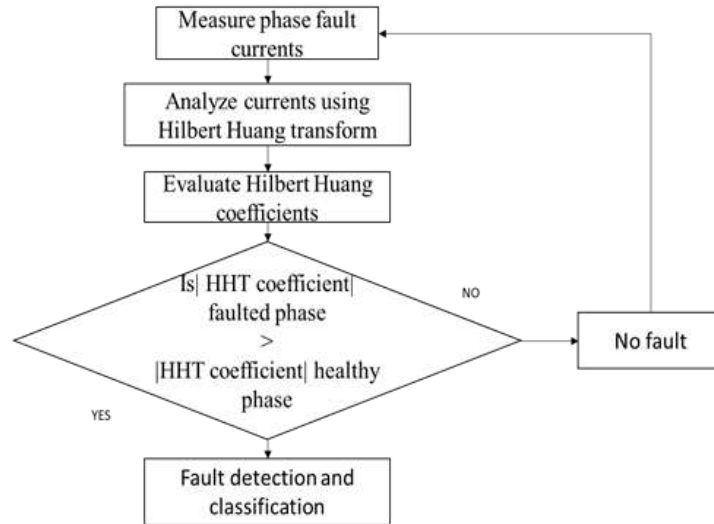 Measure phase fault
currents
Analyze currents using
Hilbert Huang transform
Evaluate Hilbert Huang
coefficients
Is| HHT coefficient|
faulted phase
>
|HHT coefficient| healthy
phase
NO
No fault
YES
Fault detection and
classification